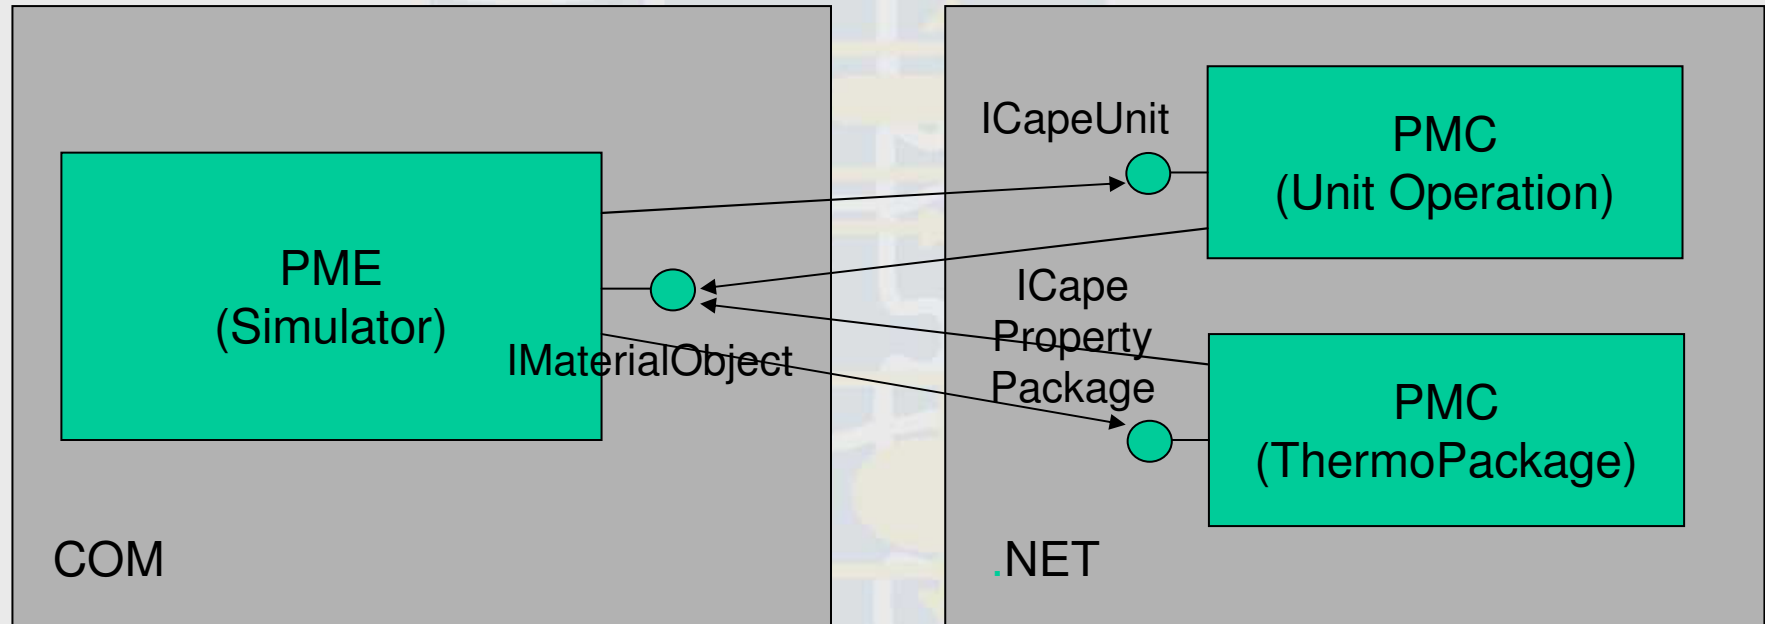 PME
(Simulator)
IMaterialObject
COM
ICapeUnit
PMC
(Unit Operation)
ICape
Property
Package
PMC
(ThermoPackage)
.NET